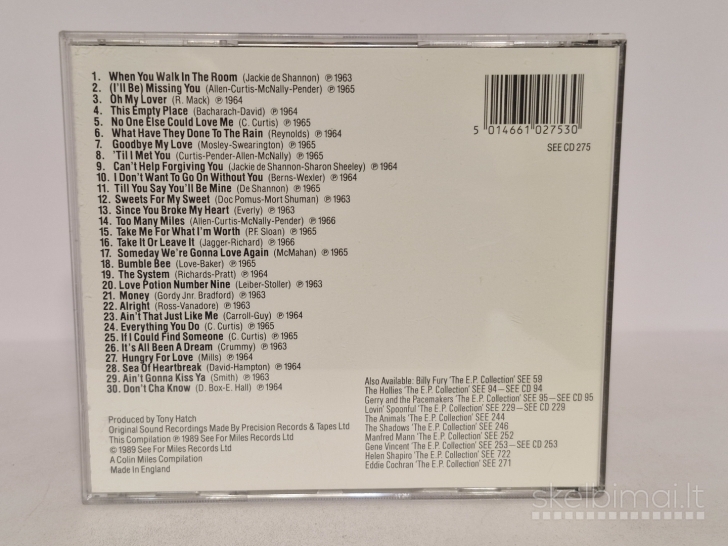 1. When You Walk In The Room (Jackie de Shannon) ℗ 1963
2. (I'll Be) Missing You (Allen-Curtis-McNally-Pender) ℗ 1965
3. Oh My Lover (R. Mack) ℗ 1964
4. This Empty Place (Bacharach-David) ℗ 1964
5. No One Else Could Love Me (C. Curtis) ℗ 1965
6. What Have They Done To The Rain (Reynolds) ℗ 1964
7. Goodbye My Love (Mosley-Swearington) ℗ 1965
8. 'Til I Met You (Curtis-Pender-Allen-McNally) ℗ 1965
9. Can't Help Forgiving You (Jackie de Shannon-Sharon Sheeley) ℗ 1964
10. I Don't Want To Go On Without You (Berns-Wexler) ℗ 1964
11. Till You Say You'll Be Mine (De Shannon) ℗ 1965
12. Sweets For My Sweet (Doc Pomus-Mort Shuman) ℗ 1963
13. Since You Broke My Heart (Everly) ℗ 1963
14. Too Many Miles (Allen-Curtis-McNally-Pender) ℗ 1966
15. Take Me For What I'm Worth (P.F. Sloan) ℗ 1965
16. Take It Or Leave It (Jagger-Richard) ℗ 1966
17. Someday We're Gonna Love Again (McMahan) ℗ 1965
18. Bumble Bee (Love-Baker) ℗ 1965
19. The System (Richards-Pratt) ℗ 1964
20. Love Potion Number Nine (Leiber-Stoller) ℗ 1963
21. Money (Gordy Jnr. Bradford) ℗ 1963
22. Alright (Ross-Vanadore) ℗ 1963
23. Ain't That Just Like Me (Carroll-Guy) ℗ 1964
24. Everything You Do (C. Curtis) ℗ 1965
25. If I Could Find Someone (C. Curtis) ℗ 1965
26. It's All Been A Dream (Crummy) ℗ 1963
27. Hungry For Love (Mills) ℗ 1964
28. Sea Of Heartbreak (David-Hampton) ℗ 1964
29. Ain't Gonna Kiss Ya (Smith) ℗ 1963
30. Don't Cha Know (D. Box-E. Hall) ℗ 1964
Produced by Tony Hatch
Original Sound Recordings Made By Precision Records & Tapes Ltd
This Compilation ℗ 1989 See For Miles Records Ltd
© 1989 See For Miles Records Ltd
A Colin Miles Compilation
Made In England
5 014661 027530
SEE CD 275
Also Available: Billy Fury 'The E.P. Collection' SEE 59
The Hollies 'The E.P. Collection' SEE 94—SEE CD 94
Gerry and the Pacemakers 'The E.P. Collection' SEE 95—SEE CD 95
Lovin' Spoonful 'The E.P. Collection' SEE 229—SEE CD 229
The Animals 'The E.P. Collection' SEE 244
The Shadows 'The E.P. Collection' SEE 246
Manfred Mann 'The E.P. Collection' SEE 252
Gene Vincent 'The E.P. Collection' SEE 253—SEE CD 253
Helen Shapiro 'The E.P. Collection' SEE 722
Eddie Cochran 'The E.P. Collection' SEE 271
skelbimai.lt